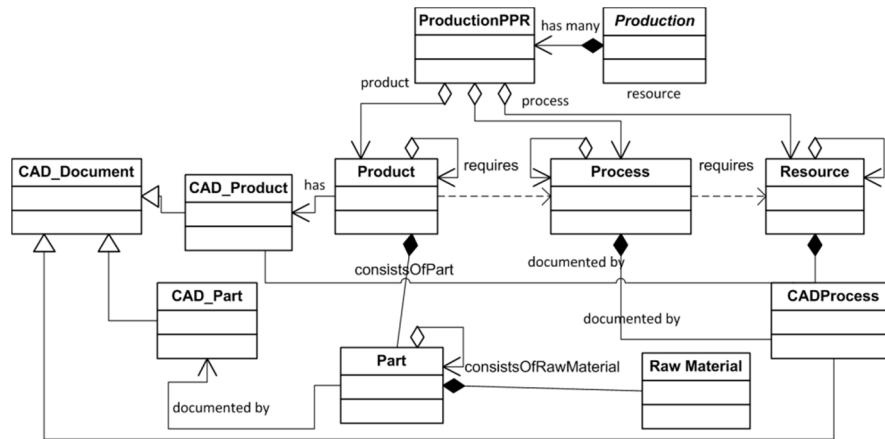 ProductionPPR
Production
has many
product
process
resource
CAD_Document
CAD_Product
has
Product
requires
Process
requires
Resource
consistsOfPart
documented by
CAD_Part
CADProcess
documented by
Part
consistsOfRawMaterial
Raw Material
documented by